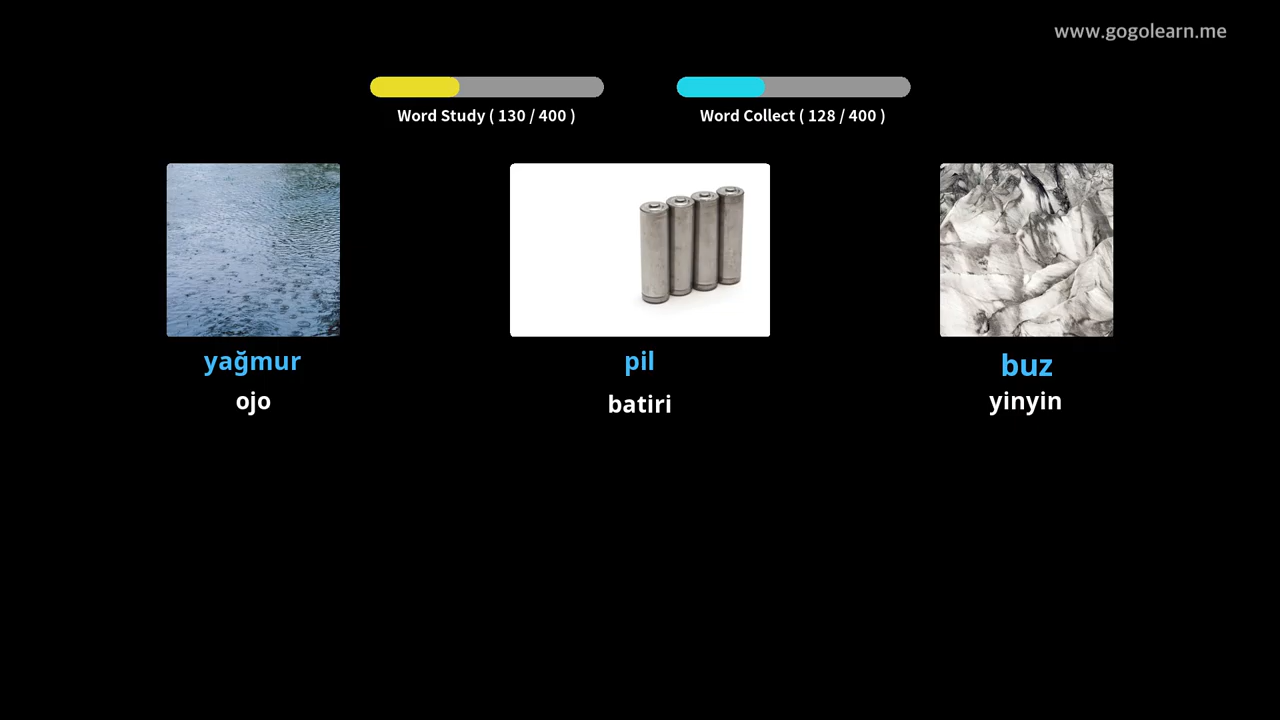 www.gogolearn.me
Word Study ( 130 / 400 )
Word Collect ( 128 / 400 )
yağmur
ojo
pil
batiri
buz
yinyin